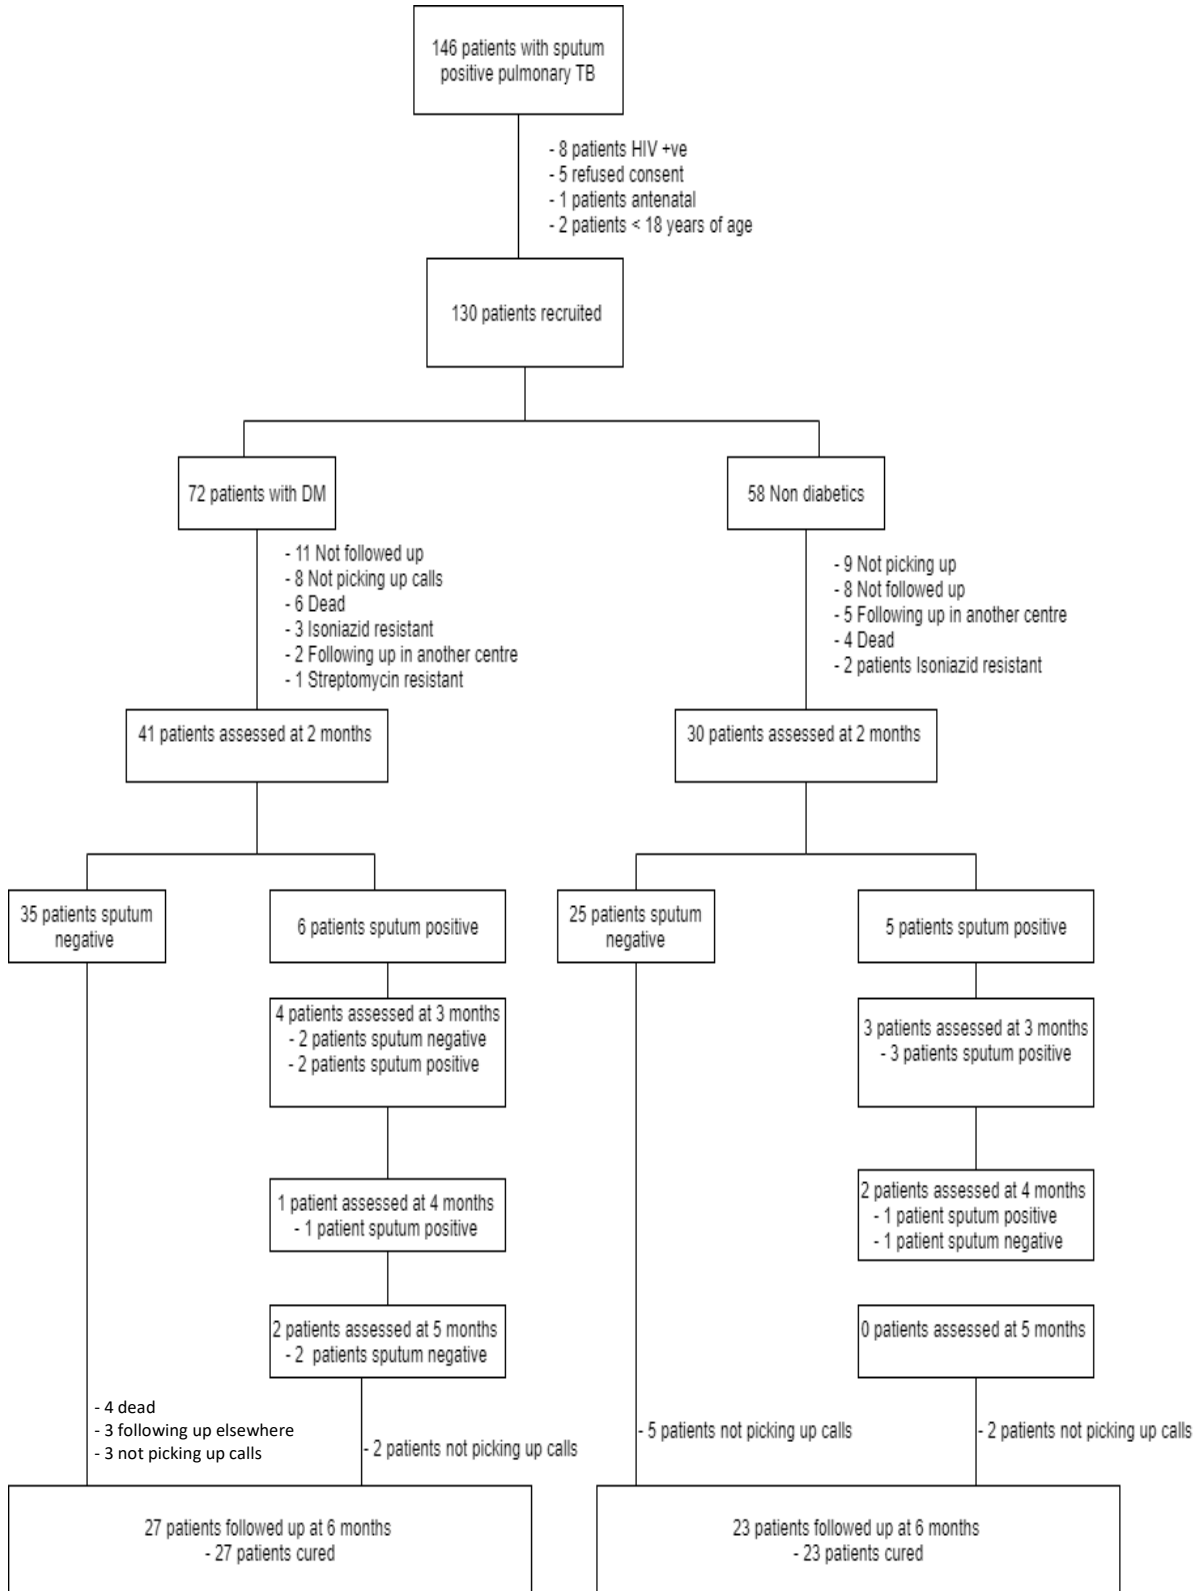 146 patients with sputum
positive pulmonary TB
- 8 patients HIV +ve
- 5 refused consent
- 1 patients antenatal
- 2 patients < 18 years of age
130 patients recruited
72 patients with DM
58 Non diabetics
- 11 Not followed up
- 8 Not picking up calls
- 6 Dead
- 3 Isoniazid resistant
- 2 Following up in another centre
- 1 Streptomycin resistant
- 9 Not picking up
- 8 Not followed up
- 5 Following up in another centre
- 4 Dead
- 2 patients Isoniazid resistant
41 patients assessed at 2 months
30 patients assessed at 2 months
35 patients sputum
negative
6 patients sputum positive
25 patients sputum
negative
5 patients sputum positive
4 patients assessed at 3 months
- 2 patients sputum negative
- 2 patients sputum positive
3 patients assessed at 3 months
- 3 patients sputum positive
1 patient assessed at 4 months
- 1 patient sputum positive
2 patients assessed at 4 months
- 1 patient sputum positive
- 1 patient sputum negative
2 patients assessed at 5 months
- 2 patients sputum negative
0 patients assessed at 5 months
- 4 dead
- 3 following up elsewhere
- 3 not picking up calls
- 2 patients not picking up calls
- 5 patients not picking up calls
- 2 patients not picking up calls
27 patients followed up at 6 months
- 27 patients cured
23 patients followed up at 6 months
- 23 patients cured